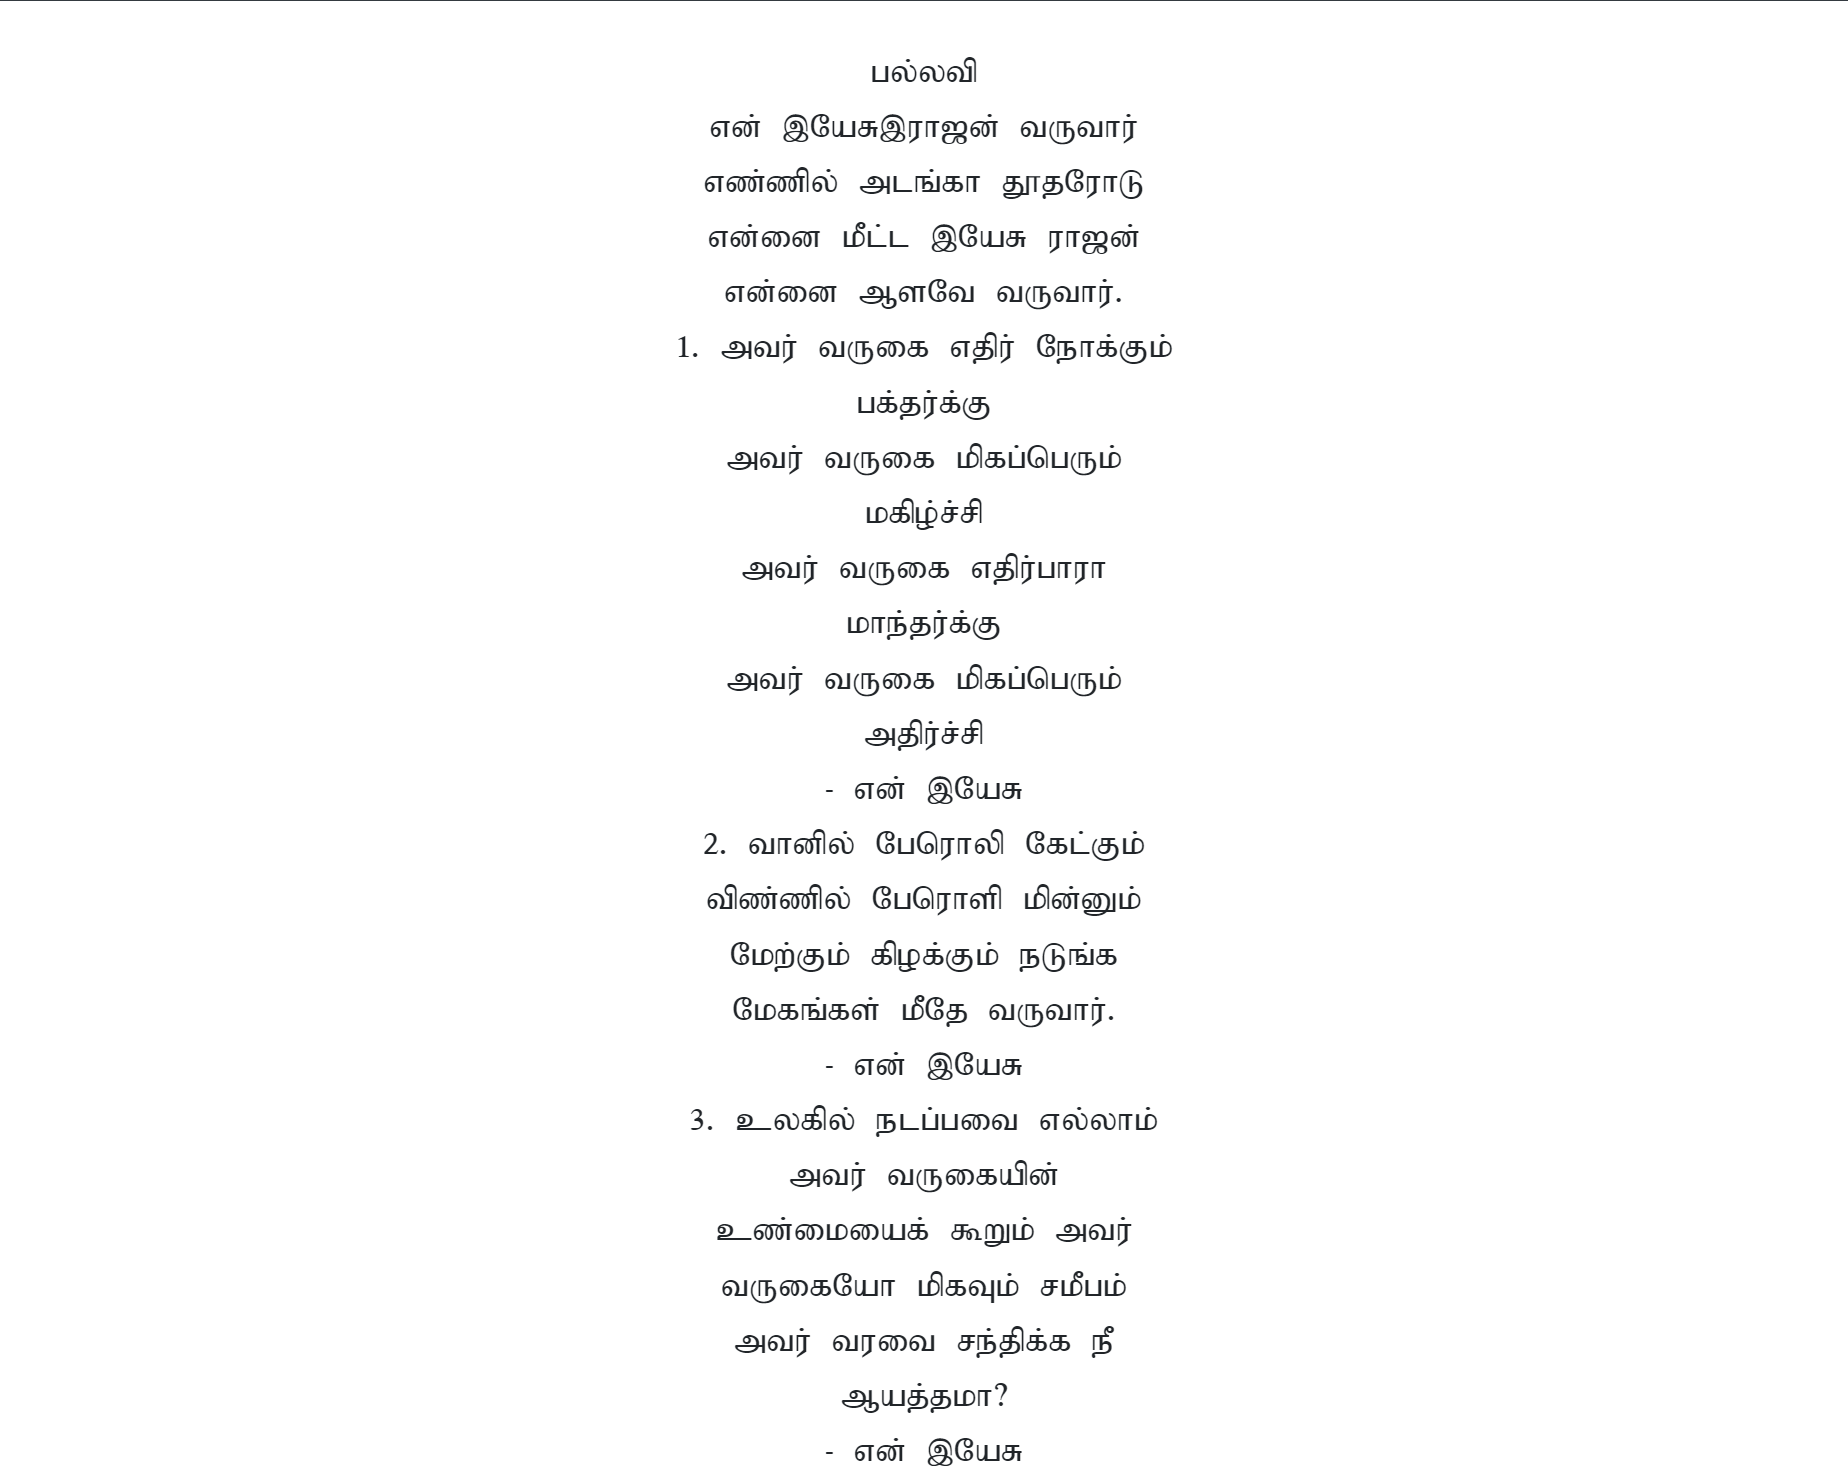 பல்லவி
என் இயேசுஇராஜன் வருவார்
எண்ணில் அடங்கா தூதரோடு
என்னை மீட்ட இயேசு ராஜன்
என்னை ஆளவே வருவார்.
1. அவர் வருகை எதிர் நோக்கும்
பக்தர்க்கு
அவர் வருகை மிகப்பெரும்
மகிழ்ச்சி
அவர் வருகை எதிர்பாரா
மாந்தர்க்கு
அவர் வருகை மிகப்பெரும்
அதிர்ச்சி
- என் இயேசு
2. வானில் பேரொலி கேட்கும்
விண்ணில் பேரொளி மின்னும்
மேற்கும் கிழக்கும் நடுங்க
மேகங்கள் மீதே வருவார்.
- என் இயேசு
3. உலகில் நடப்பவை எல்லாம்
அவர் வருகையின்
உண்மையைக் கூறும் அவர்
வருகையோ மிகவும் சமீபம்
அவர் வரவை சந்திக்க நீ
ஆயத்தமா?
- என் இயேசு